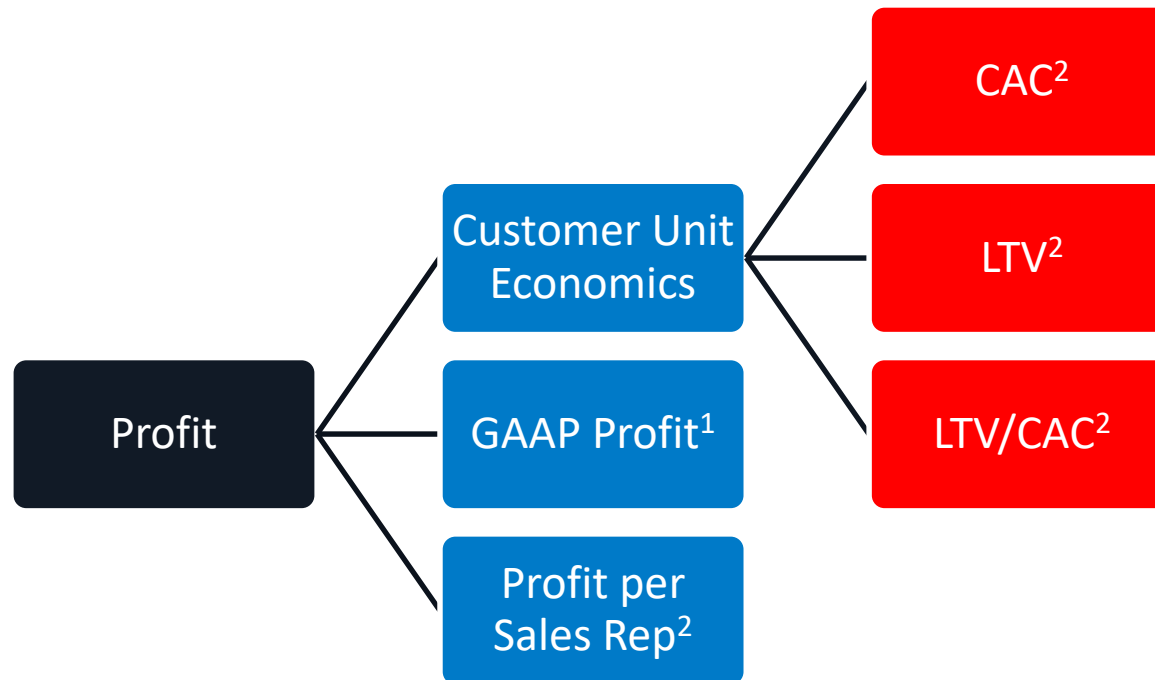 Profit
Customer Unit
Economics
GAAP Profit¹
Profit per
Sales Rep²
CAC²
LTV²
LTV/CAC²